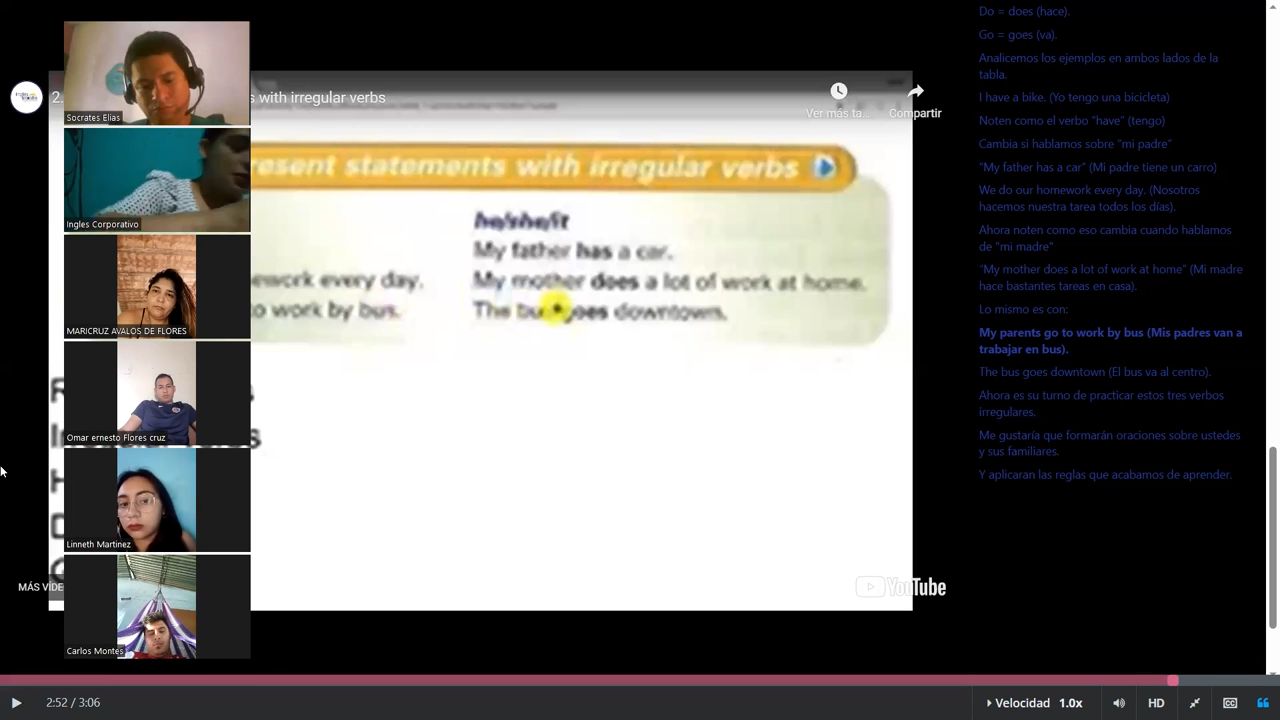 Socrates Elias
Ingles Corporativo
MARICRUZ AVALOS DE FLORES
Omar ernesto Flores cruz
Linneth Martinez
Carlos Montes
2.
s with irregular verbs
Ver más ta...
Compartir
resent statements with irregular verbs
he/she/it
My father has a car.
ework every day.
My mother does a lot of work at home.
to work by bus.
The bus goes downtown.
MÁS VÍDE
YouTube
Do = does (hace).
Go = goes (va).
Analicemos los ejemplos en ambos lados de la
tabla.
I have a bike. (Yo tengo una bicicleta)
Noten como el verbo "have" (tengo)
Cambia si hablamos sobre "mi padre"
"My father has a car" (Mi padre tiene un carro)
We do our homework every day. (Nosotros
hacemos nuestra tarea todos los días).
Ahora noten como eso cambia cuando hablamos
de "mi madre"
"My mother does a lot of work at home" (Mi madre
hace bastantes tareas en casa).
Lo mismo es con:
My parents go to work by bus (Mis padres van a
trabajar en bus).
The bus goes downtown (El bus va al centro).
Ahora es su turno de practicar estos tres verbos
irregulares.
Me gustaría que formarán oraciones sobre ustedes
y sus familiares.
Y aplicaran las reglas que acabamos de aprender.
2:52 / 3:06
Velocidad 1.0x
HD
CC